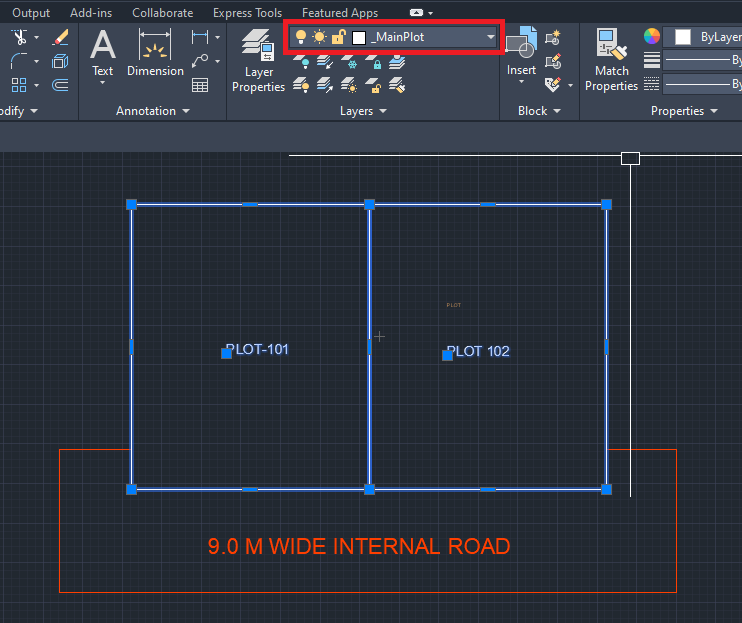 Output Add-ins Collaborate Express Tools Featured Apps
_MainPlot
ByLayer
Text Dimension Layer Properties Insert Match Properties
odify Annotation Layers Block Properties
PLOT
PLOT-101 PLOT 102
9.0 M WIDE INTERNAL ROAD